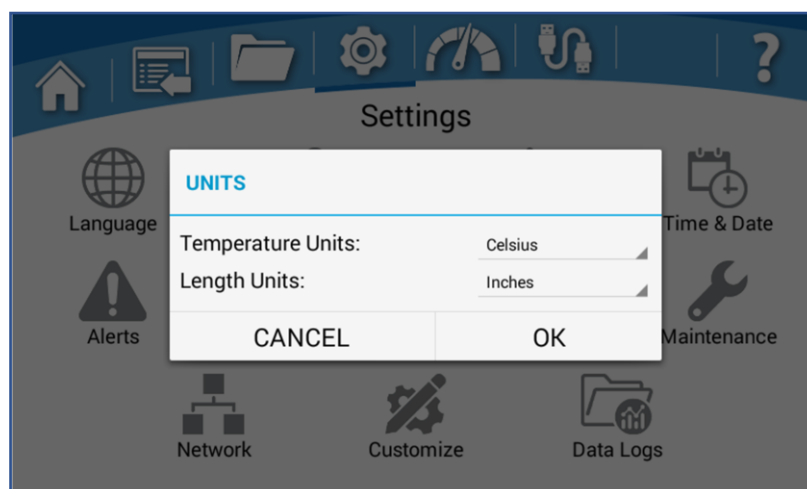 ?
Settings
UNITS
Language
Time & Date
Temperature Units: Celsius
Length Units: Inches
Alerts
CANCEL OK
Maintenance
Network Customize Data Logs